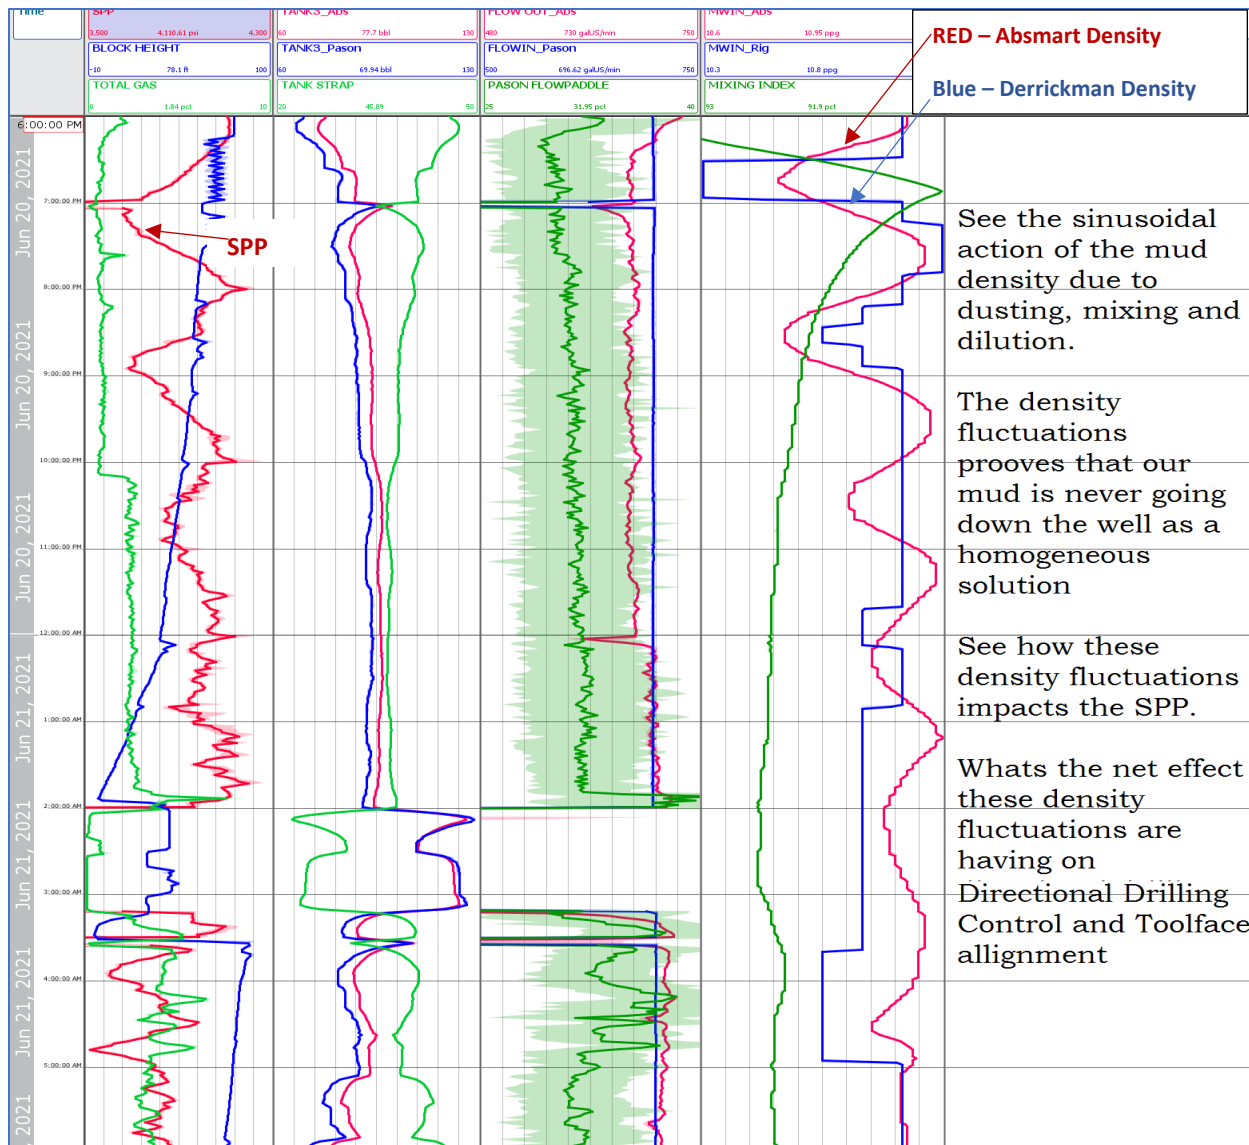 Time
SPP
3,500 4,110.61 psi 4,300
BLOCK HEIGHT
-10 78.1 ft 100
TOTAL GAS
0 1.84 pct 10
TANK3_Abs
60 77.7 bbl 130
TANK3_Pason
60 69.94 bbl 130
TANK STRAP
20 45.89 50
FLOW OUT_Abs
480 730 galUS/min 750
FLOWIN_Pason
500 696.62 galUS/min 750
PASON FLOWPADDLE
25 31.95 pct 40
MWIN_Abs
10.6 10.95 ppg
MWIN_Rig
10.3 10.8 ppg
MIXING INDEX
93 91.9 pct
RED – Absmart Density
Blue – Derrickman Density
6:00:00 PM
7:00:00 PM
8:00:00 PM
9:00:00 PM
10:00:00 PM
11:00:00 PM
12:00:00 AM
1:00:00 AM
2:00:00 AM
3:00:00 AM
4:00:00 AM
5:00:00 AM
Jun 20, 2021
Jun 20, 2021
Jun 20, 2021
Jun 21, 2021
Jun 21, 2021
Jun 21, 2021
2021
SPP
See the sinusoidal
action of the mud
density due to
dusting, mixing and
dilution.
The density
fluctuations
prooves that our
mud is never going
down the well as a
homogeneous
solution
See how these
density fluctuations
impacts the SPP.
Whats the net effect
these density
fluctuations are
having on
Directional Drilling
Control and Toolface
allignment